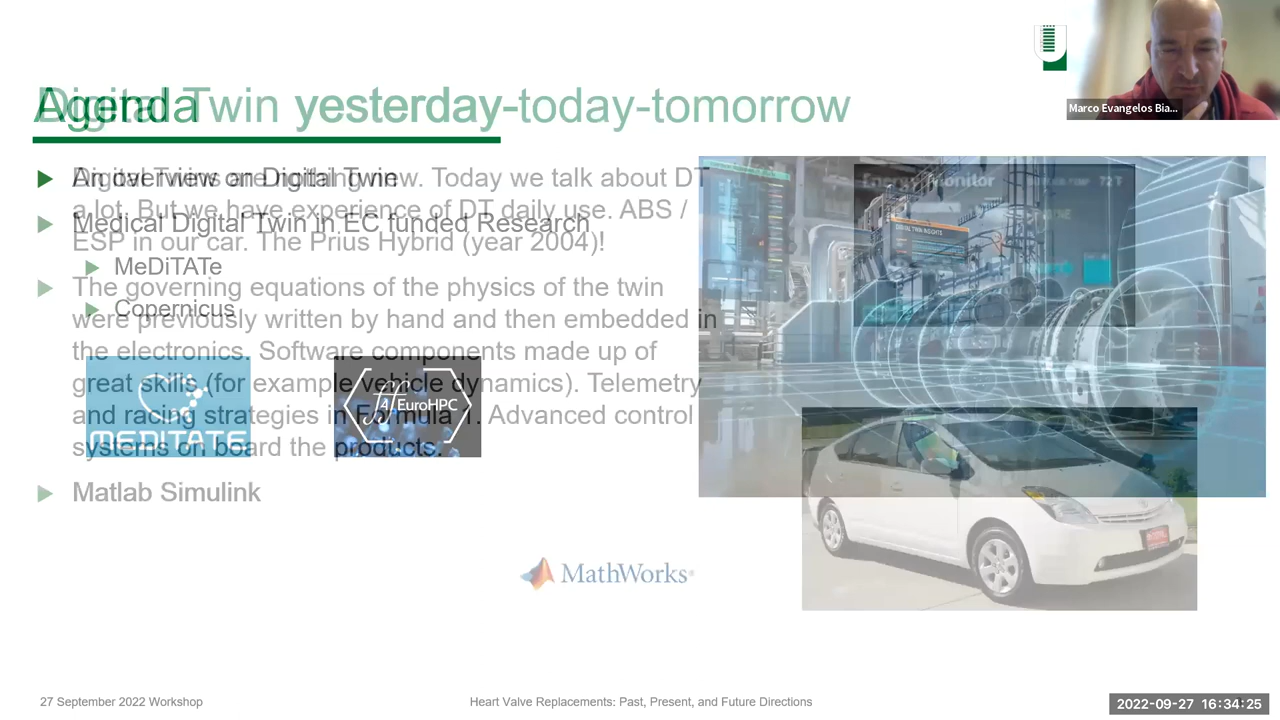 Agenda
Digital Twin yesterday-today-tomorrow
Marco Evangelos Bia...
An overview on Digital Twin
Medical Digital Twin in EC funded Research
MeDiTATe
Copernicus
Digital Twins are nothing new. Today we talk about DT
a lot. But we have experience of DT daily use. ABS /
ESP in our car. The Prius Hybrid (year 2004)!
The governing equations of the physics of the twin
were previously written by hand and then embedded in
the electronics. Software components made up of
great skills (for example vehicle dynamics). Telemetry
and racing strategies in Formula 1. Advanced control
systems on board the products.
Matlab Simulink
MEDITATE
ff4EuroHPC
Energy Monitor
DIGITAL TWIN INSIGHTS
72°F
MathWorks®
27 September 2022 Workshop
Heart Valve Replacements: Past, Present, and Future Directions
2022-09-27 16:34:25